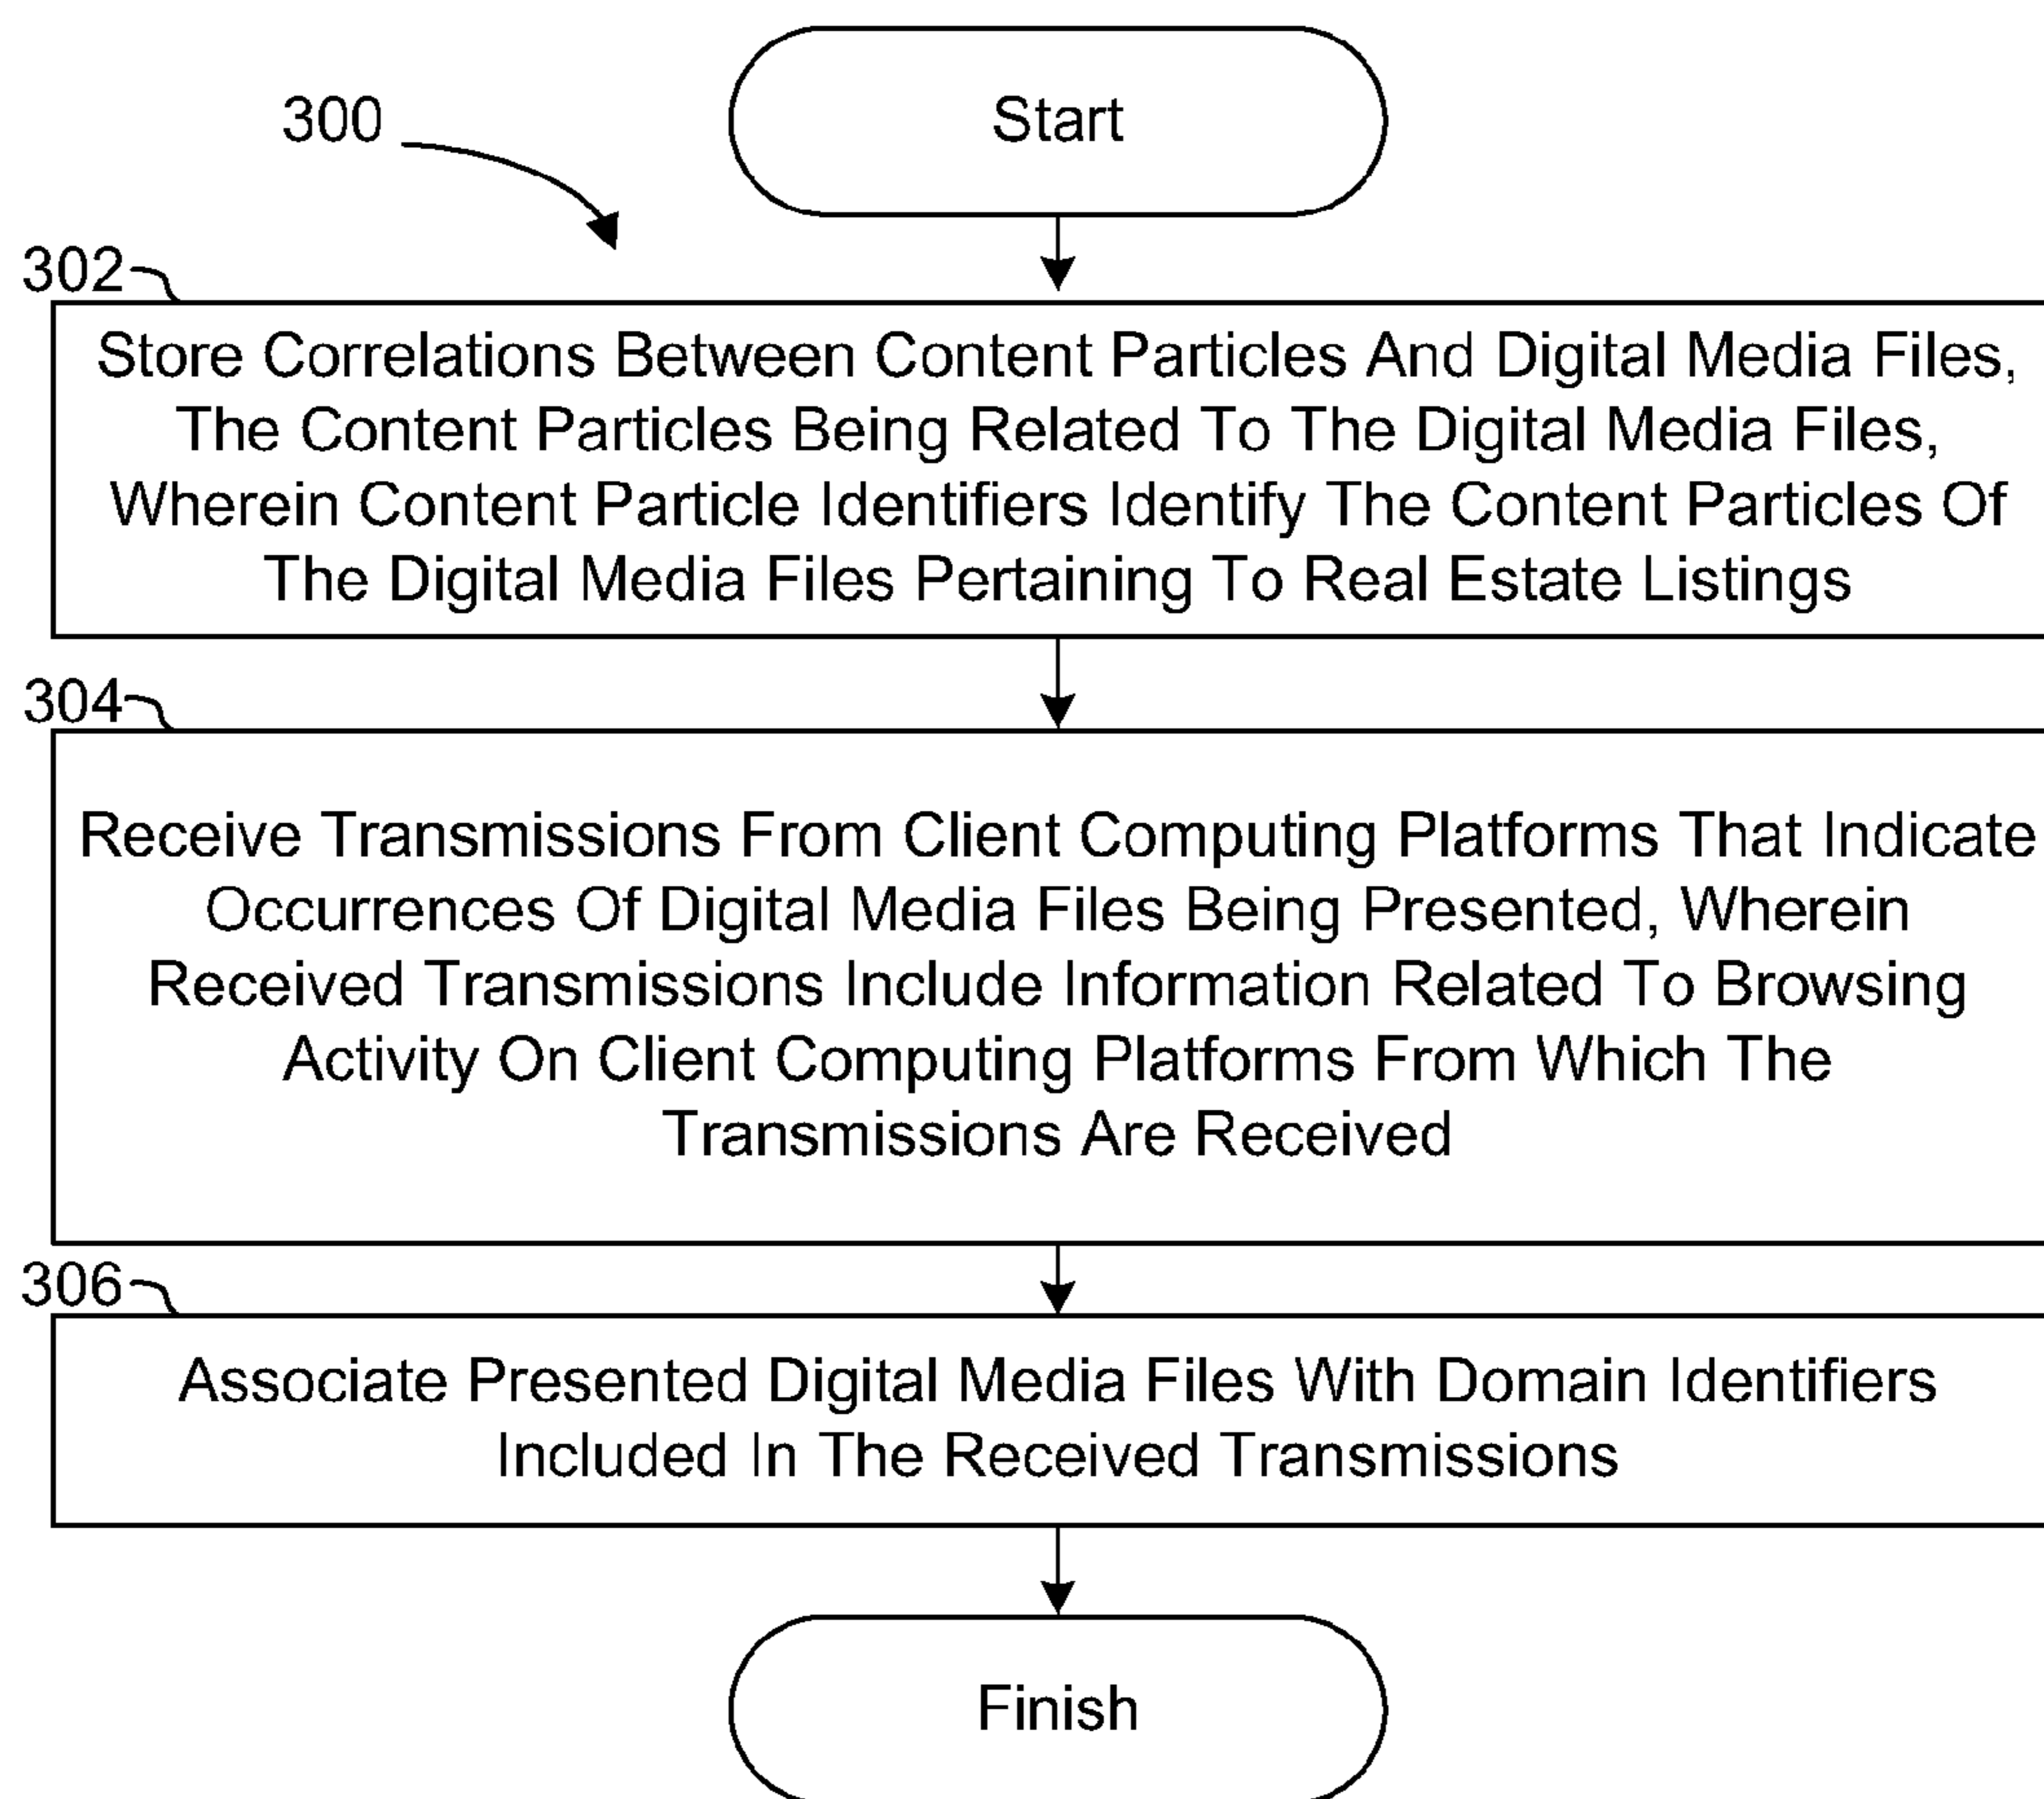 Start
300
302
Store Correlations Between Content Particles And Digital Media Files,
The Content Particles Being Related To The Digital Media Files,
Wherein Content Particle Identifiers Identify The Content Particles Of
The Digital Media Files Pertaining To Real Estate Listings
304
Receive Transmissions From Client Computing Platforms That Indicate
Occurrences Of Digital Media Files Being Presented, Wherein
Received Transmissions Include Information Related To Browsing
Activity On Client Computing Platforms From Which The
Transmissions Are Received
306
Associate Presented Digital Media Files With Domain Identifiers
Included In The Received Transmissions
Finish